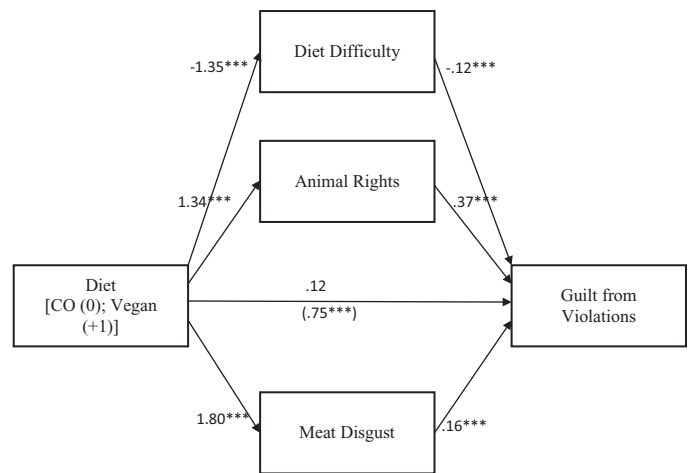 Diet Difficulty
-1.35***
-.12***
Animal Rights
1.34***
.37***
Diet
[CO (0); Vegan
(+1)]
.12
(.75***)
Guilt from
Violations
Meat Disgust
1.80***
.16***